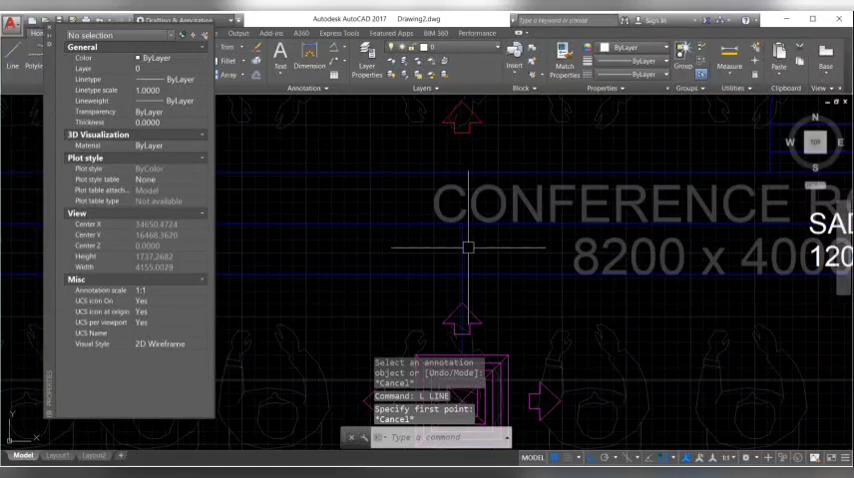 Drafting & Annotation
Autodesk AutoCAD 2017 Drawing2.dwg
Type a keyword or phrase
Sign In
Output Add-ins A360 Express Tools Featured Apps BIM 360 Performance
Line
Trim
Fillet
Array
Text
Dimension
Layer
Properties
0
Insert
Match
Properties
ByLayer
ByLayer
ByLayer
Group
Measure
Paste
Base
Annotation
Layers
Block
Properties
Groups
Utilities
Clipboard
View
No selection
General
Color ByLayer
Layer 0
Linetype ByLayer
Linetype scale 1.0000
Lineweight ByLayer
Transparency ByLayer
Thickness 0.0000
3D Visualization
Material ByLayer
Plot style
Plot style ByColor
Plot style table None
Plot table attach... Model
Plot table type Not available
View
Center X 34650.4724
Center Y 16468.3620
Center Z 0.0000
Height 1737.2682
Width 4155.0029
Misc
Annotation scale 1:1
UCS icon On Yes
UCS icon at origin Yes
UCS per viewport Yes
UCS Name
Visual Style 2D Wireframe
PROPERTIES
N
W TOP E
S
CONFERENCE RO
8200 x 4000
SAD
120
Select an annotation
object or [Undo/Mode]:
*Cancel*
Command: L LINE
Specify first point:
*Cancel*
Type a command
Y
X
Model Layout1 Layout2 +
MODEL
1:1